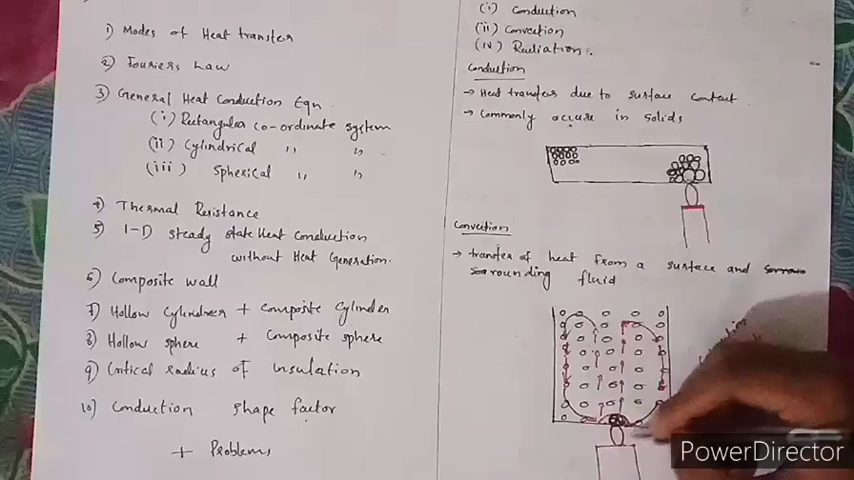 1) Modes of Heat transfer
2) Fouriers Law
3) General Heat Conduction Eqn.
(i) Rectangular co-ordinate system
(ii) Cylindrical " "
(iii) Spherical " "
4) Thermal Resistance
5) 1-D steady state Heat Conduction
without Heat Generation.
6) Composite wall
7) Hollow Cylinder + Composite Cylinder
8) Hollow sphere + Composite sphere
9) Critical radius of insulation
10) Conduction shape factor
+ Problems
(i) Conduction
(ii) Convection
(iv) Radiation.
Conduction
→ Heat transfer due to surface contact
→ Commonly occure in solids
Convection
→ transfer of heat from a surface and
sorrounding fluid
PowerDirector